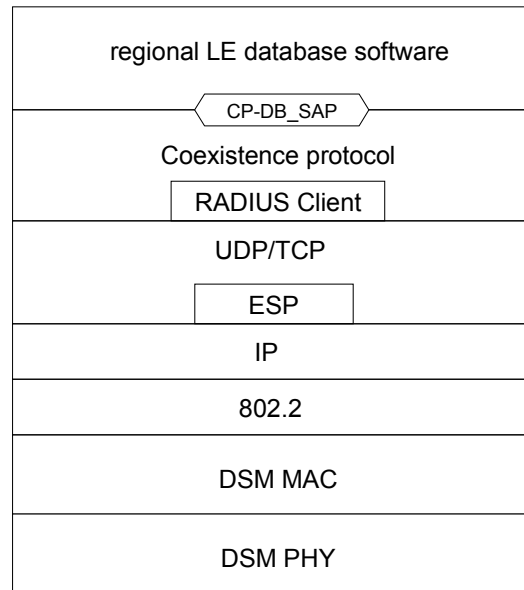 regional LE database software
CP-DB_SAP
Coexistence protocol
RADIUS Client
UDP/TCP
ESP
IP
802.2
DSM MAC
DSM PHY